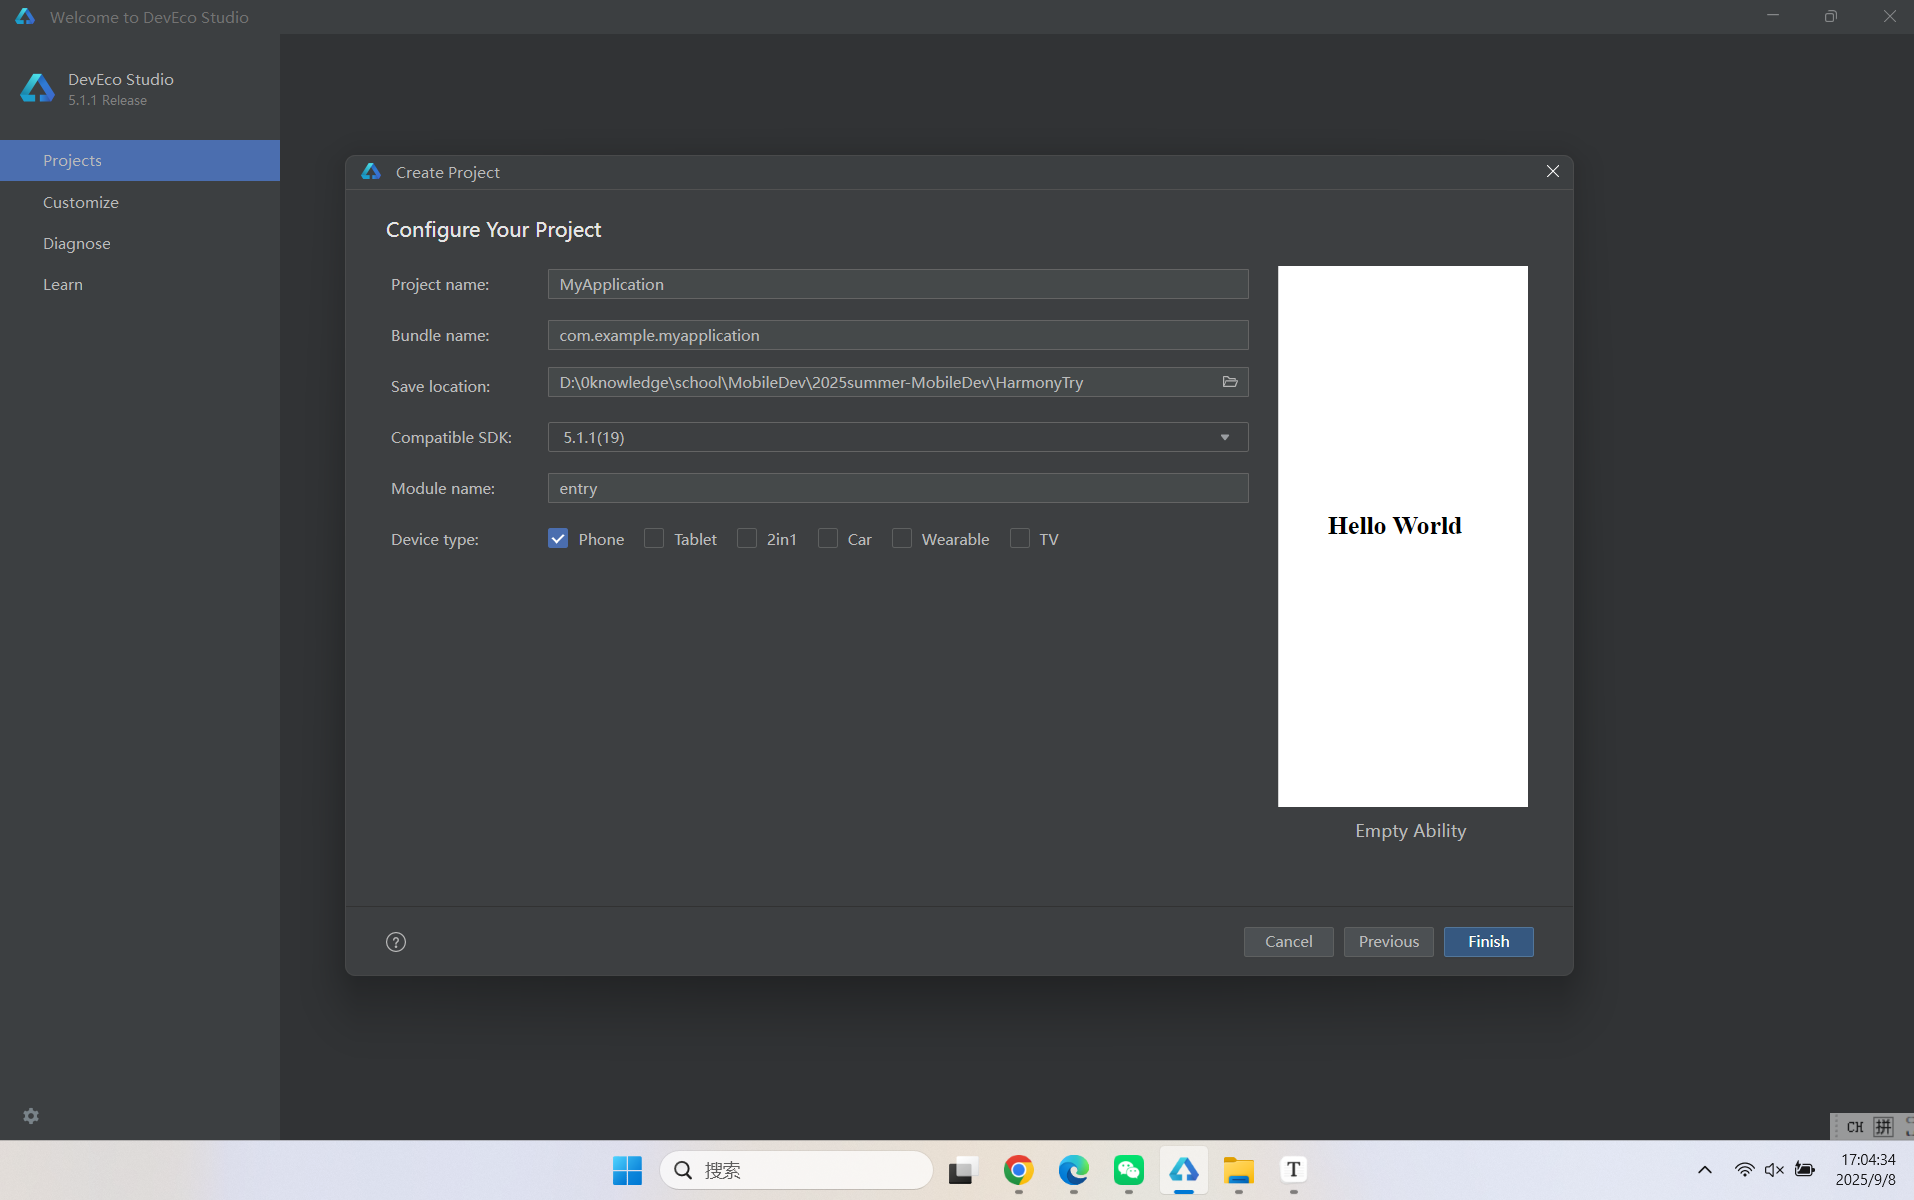 Welcome to DevEco Studio
DevEco Studio
5.1.1 Release
Projects
Customize
Diagnose
Learn
Create Project
Configure Your Project
Project name:
MyApplication
Bundle name:
com.example.myapplication
Save location:
D:\0knowledge\school\MobileDev\2025summer-MobileDev\HarmonyTry
Compatible SDK:
5.1.1(19)
Module name:
entry
Device type:
Phone Tablet 2in1 Car Wearable TV
Hello World
Empty Ability
?
Cancel Previous Finish
CH 拼
搜索
T
17:04:34
2025/9/8